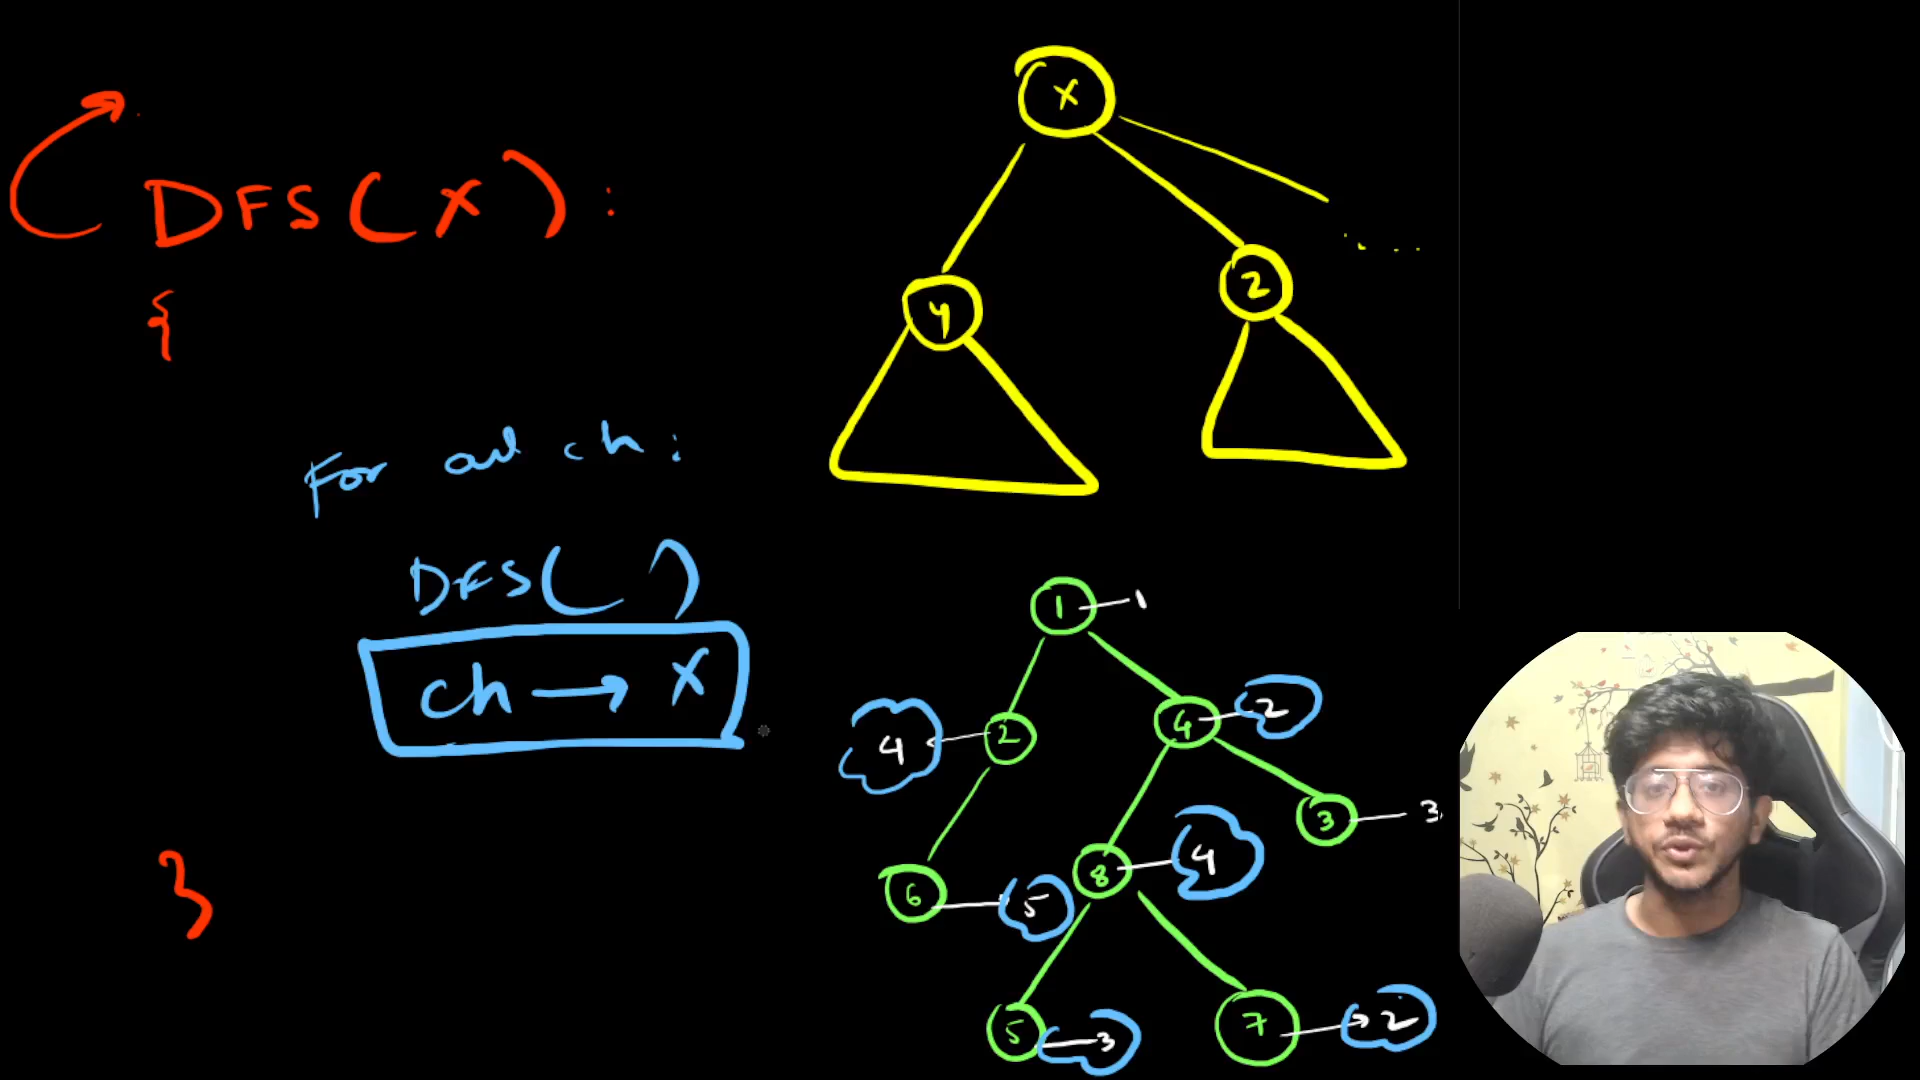 DFS(x):
{
For all ch:
DFS( )
ch → x
}
x
y
2
....
1 1
4 2
4 2
3 3
8 4
6 5
5 3
7 2